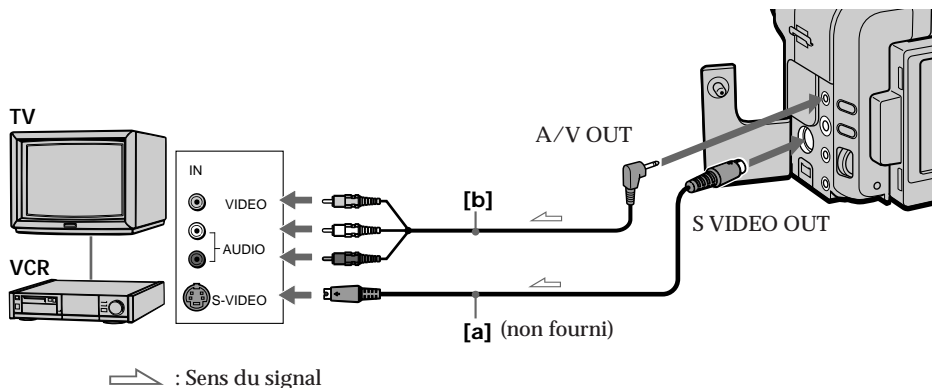 TV
A/V OUT
IN
VIDEO
[b]
S VIDEO OUT
AUDIO
VCR
S-VIDEO
[a] (non fourni)
: Sens du signal